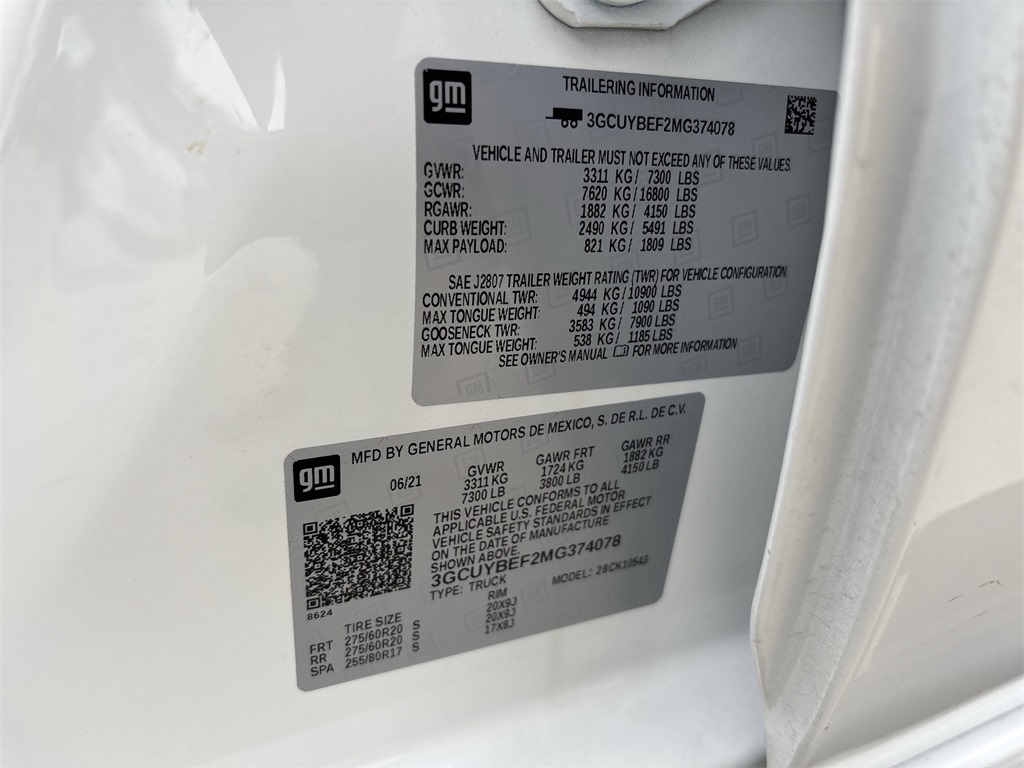 gm
TRAILERING INFORMATION
3GCUYBEF2MG374078
VEHICLE AND TRAILER MUST NOT EXCEED ANY OF THESE VALUES.
GVWR: 3311 KG/ 7300 LBS
GCWR: 7620 KG/16800 LBS
RGAWR: 1882 KG/ 4150 LBS
CURB WEIGHT: 2490 KG/ 5491 LBS
MAX PAYLOAD: 821 KG/ 1809 LBS
SAE J2807 TRAILER WEIGHT RATING (TWR) FOR VEHICLE CONFIGURATION.
CONVENTIONAL TWR: 4944 KG/10900 LBS
MAX TONGUE WEIGHT: 494 KG/ 1090 LBS
GOOSENECK TWR: 3583 KG/ 7900 LBS
MAX TONGUE WEIGHT: 538 KG/ 1185 LBS
SEE OWNER'S MANUAL FOR MORE INFORMATION
gm
MFD BY GENERAL MOTORS DE MEXICO, S. DE R.L. DE C.V.
06/21 GVWR GAWR FRT GAWR RR
3311 KG 1724 KG 1882 KG
7300 LB 3800 LB 4150 LB
THIS VEHICLE CONFORMS TO ALL
APPLICABLE U.S. FEDERAL MOTOR
VEHICLE SAFETY STANDARDS IN EFFECT
ON THE DATE OF MANUFACTURE
SHOWN ABOVE.
3GCUYBEF2MG374078
TYPE: TRUCK MODEL: 28CK10543
8624
TIRE SIZE RIM
FRT 275/60R20 S 20X9J
RR 275/60R20 S 20X9J
SPA 255/80R17 S 17X8J